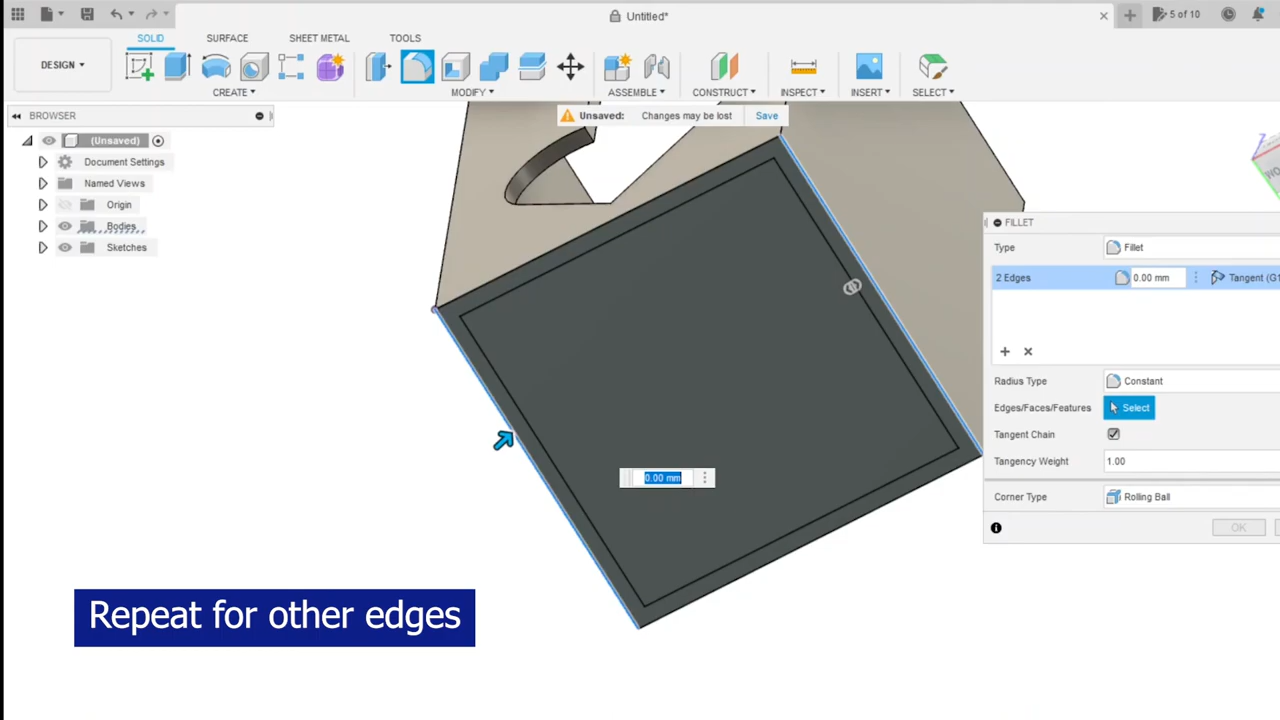 Untitled*
5 of 10
DESIGN
SOLID
SURFACE
SHEET METAL
TOOLS
CREATE
MODIFY
ASSEMBLE
CONSTRUCT
INSPECT
INSERT
SELECT
BROWSER
Unsaved: Changes may be lost Save
(Unsaved)
Document Settings
Named Views
Origin
Bodies
Sketches
FILLET
Type Fillet
2 Edges 0.00 mm Tangent (G1
Radius Type Constant
Edges/Faces/Features Select
Tangent Chain
Tangency Weight 1.00
Corner Type Rolling Ball
OK
0.00 mm
Repeat for other edges